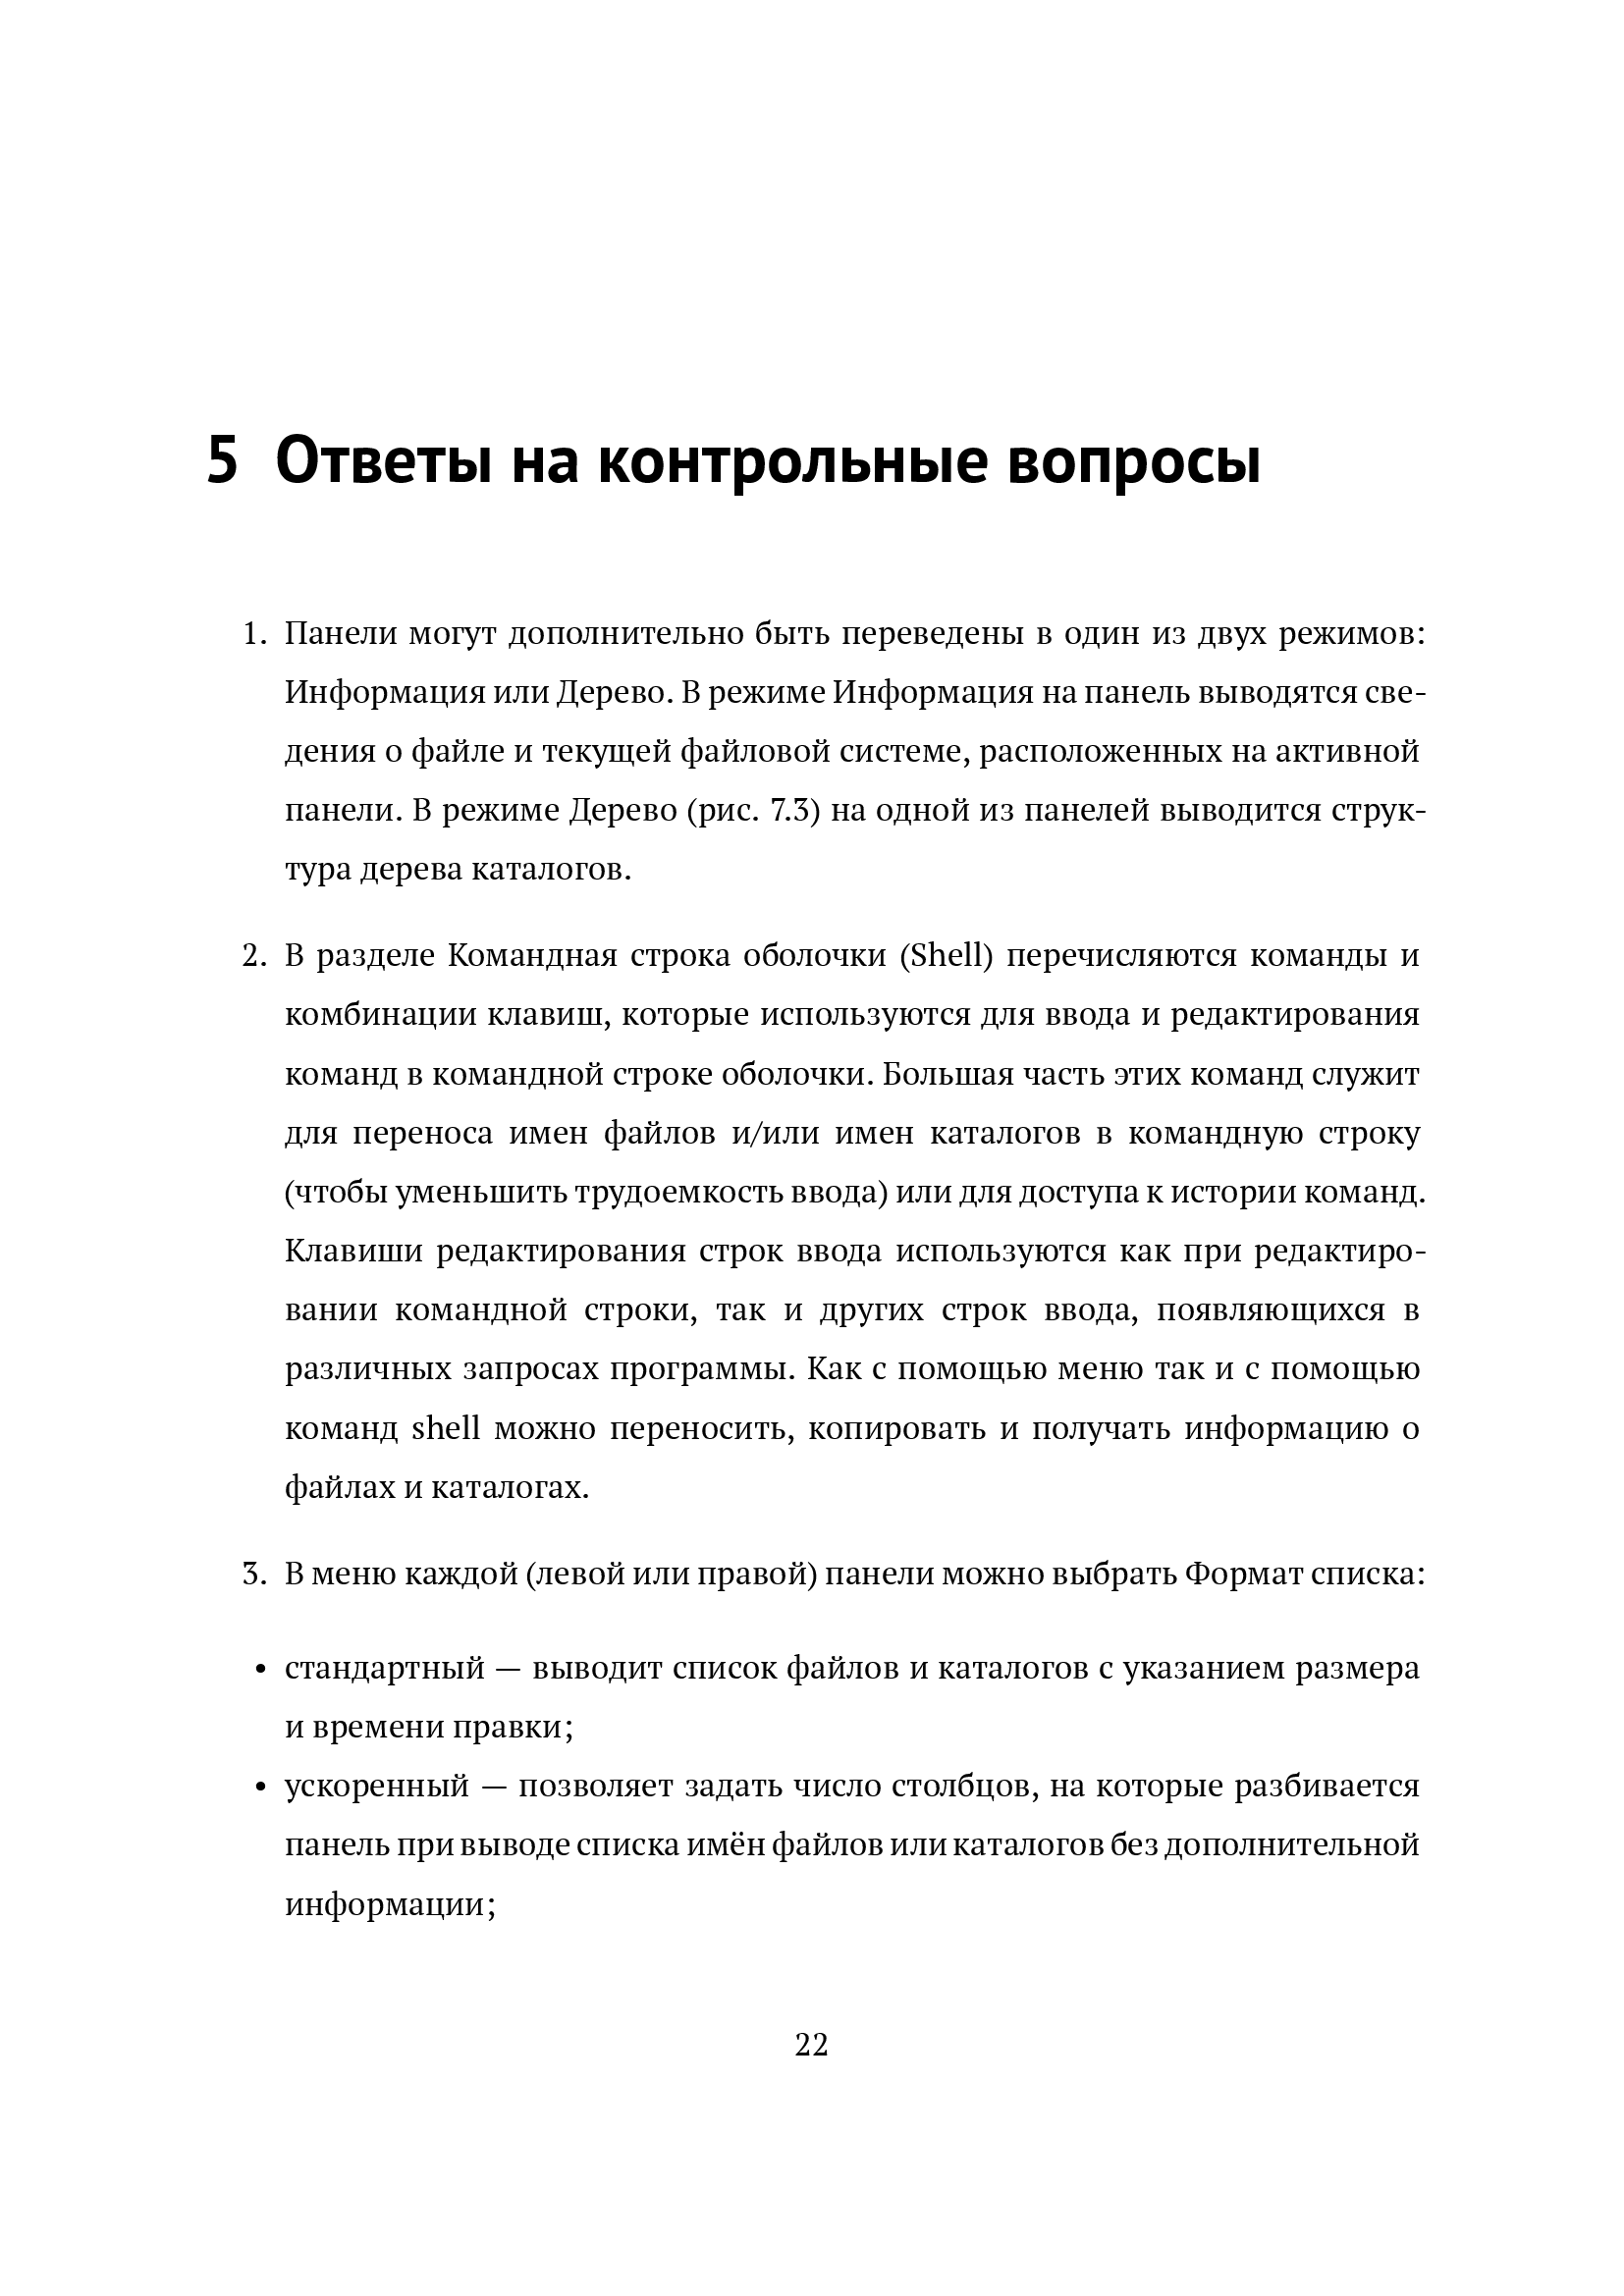 5 Ответы на контрольные вопросы
1. Панели могут дополнительно быть переведены в один из двух режимов:
Информация или Дерево. В режиме Информация на панель выводятся све-
дения о файле и текущей файловой системе, расположенных на активной
панели. В режиме Дерево (рис. 7.3) на одной из панелей выводится струк-
тура дерева каталогов.
2. В разделе Командная строка оболочки (Shell) перечисляются команды и
комбинации клавиш, которые используются для ввода и редактирования
команд в командной строке оболочки. Большая часть этих команд служит
для переноса имен файлов и/или имен каталогов в командную строку
(чтобы уменьшить трудоемкость ввода) или для доступа к истории команд.
Клавиши редактирования строк ввода используются как при редактиро-
вании командной строки, так и других строк ввода, появляющихся в
различных запросах программы. Как с помощью меню так и с помощью
команд shell можно переносить, копировать и получать информацию о
файлах и каталогах.
3. В меню каждой (левой или правой) панели можно выбрать Формат списка:
• стандартный — выводит список файлов и каталогов с указанием размера
и времени правки;
• ускоренный — позволяет задать число столбцов, на которые разбивается
панель при выводе списка имён файлов или каталогов без дополнительной
информации;
22